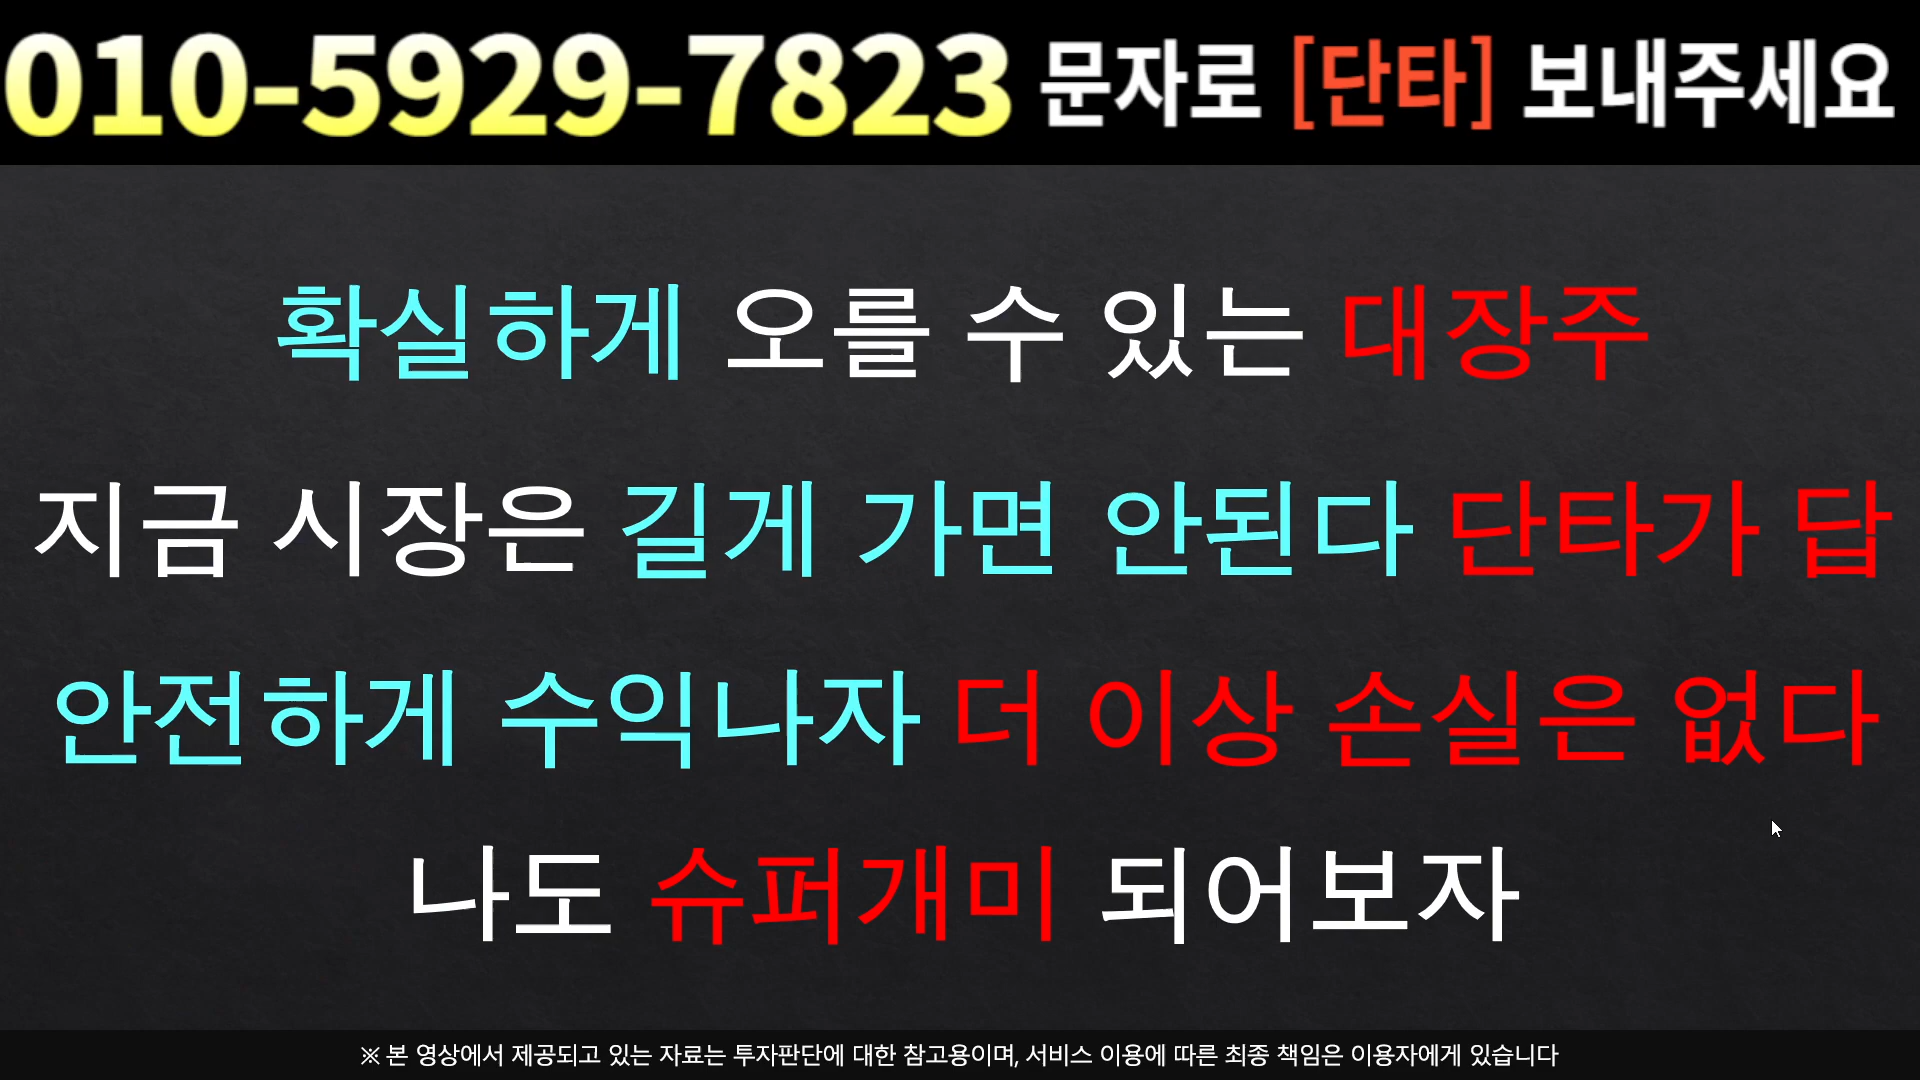 010-5929-7823 문자로 [단타] 보내주세요
확실하게 오를 수 있는 대장주
지금 시장은 길게 가면 안된다 단타가 답
안전하게 수익나자 더 이상 손실은 없다
나도 슈퍼개미 되어보자
※ 본 영상에서 제공되고 있는 자료는 투자판단에 대한 참고용이며, 서비스 이용에 따른 최종 책임은 이용자에게 있습니다